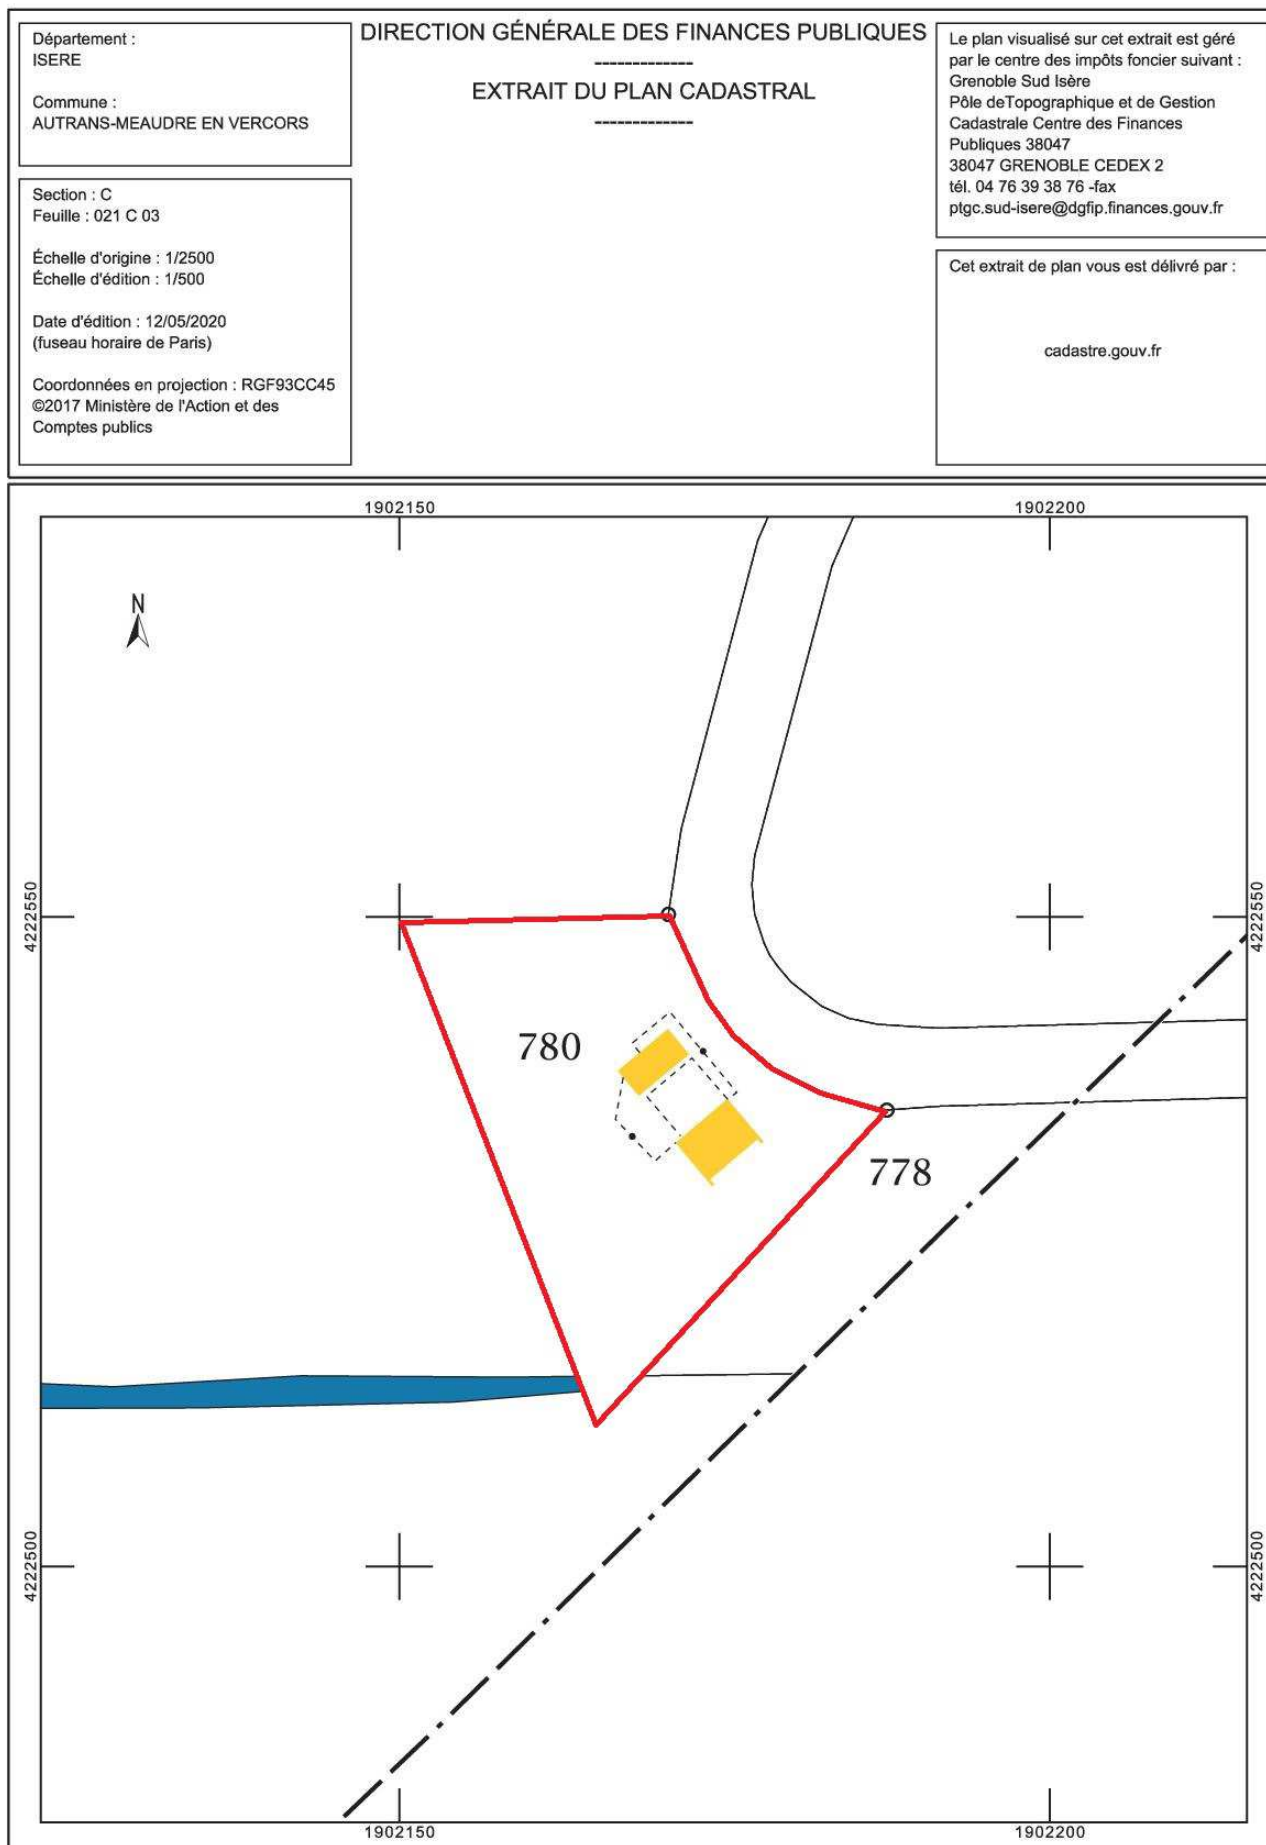 Département :
ISERE
Commune :
AUTRANS-MEAUDRE EN VERCORS
Section : C
Feuille : 021 C 03
Échelle d'origine : 1/2500
Échelle d'édition : 1/500
Date d'édition : 12/05/2020
(fuseau horaire de Paris)
Coordonnées en projection : RGF93CC45
©2017 Ministère de l'Action et des
Comptes publics
DIRECTION GÉNÉRALE DES FINANCES PUBLIQUES
-------------
EXTRAIT DU PLAN CADASTRAL
-------------
Le plan visualisé sur cet extrait est géré
par le centre des impôts foncier suivant :
Grenoble Sud Isère
Pôle deTopographique et de Gestion
Cadastrale Centre des Finances
Publiques 38047
38047 GRENOBLE CEDEX 2
tél. 04 76 39 38 76 -fax
ptgc.sud-isere@dgfip.finances.gouv.fr
Cet extrait de plan vous est délivré par :
cadastre.gouv.fr
1902150
1902200
N
4222550
4222550
780
778
4222500
4222500
1902150
1902200